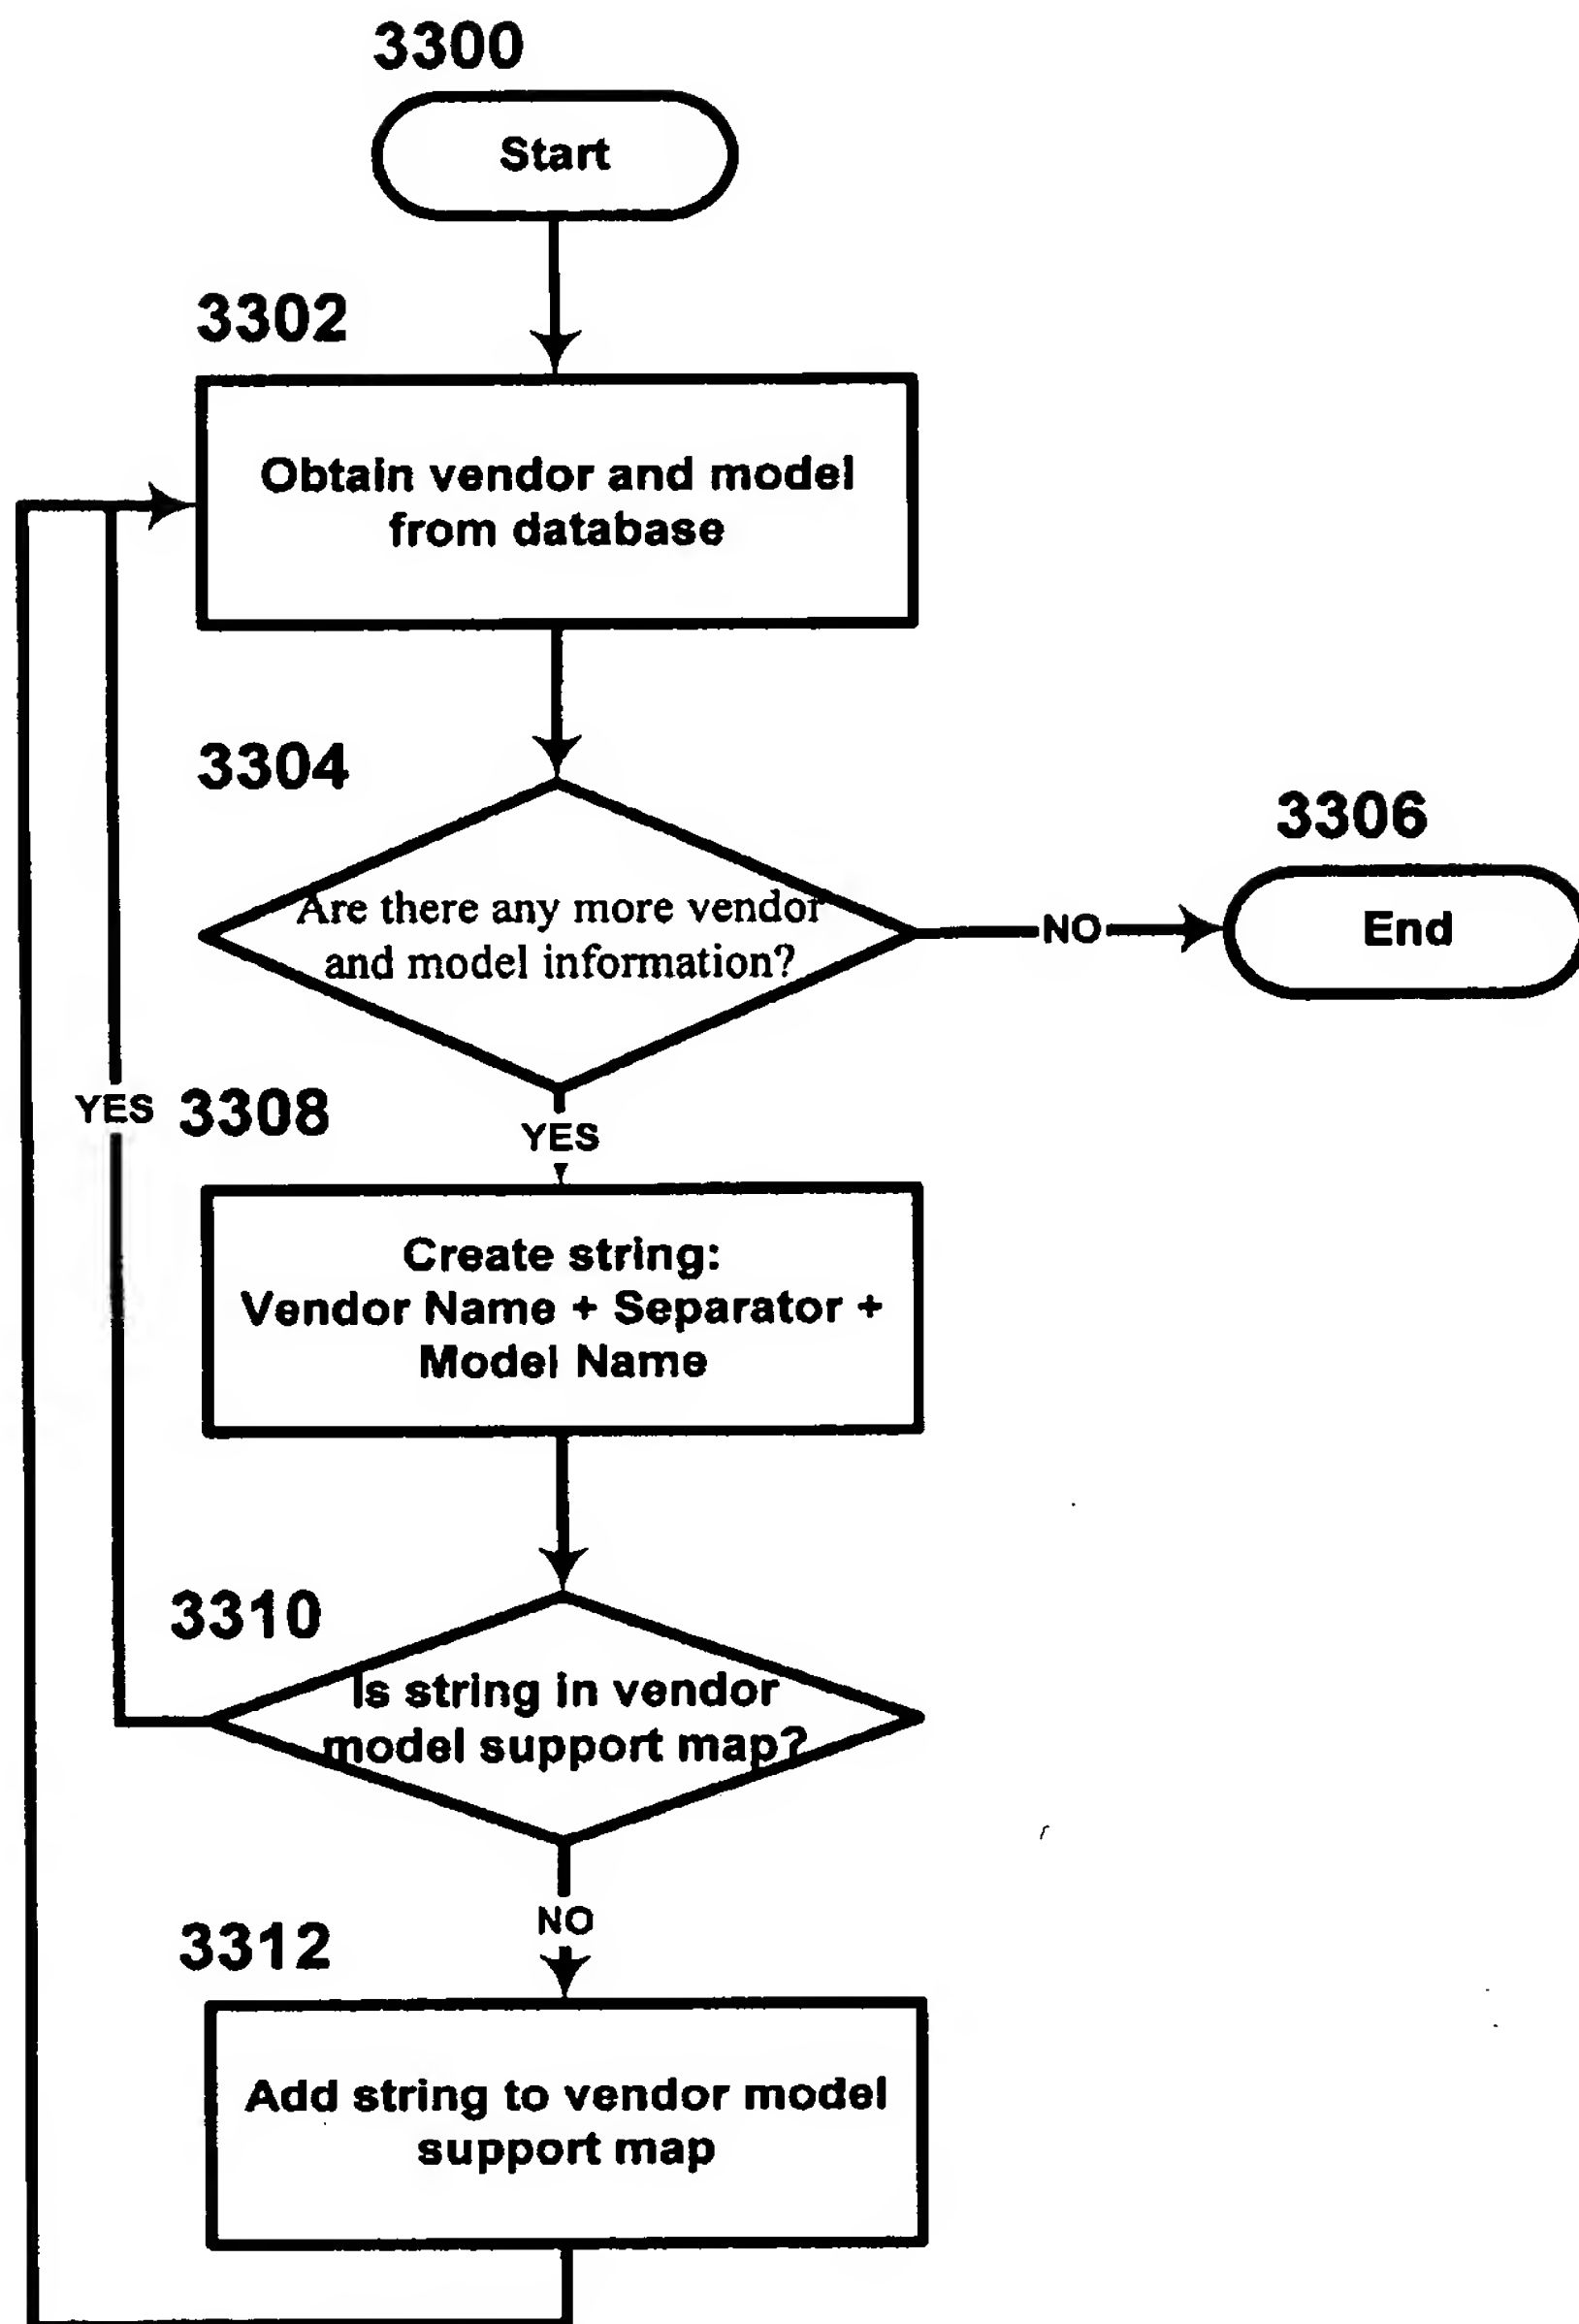 3300
Start
3302
Obtain vendor and model
from database
3304
Are there any more vendor
and model information?
NO
3306
End
YES
3308
YES
Create string:
Vendor Name + Separator +
Model Name
3310
Is string in vendor
model support map?
NO
3312
Add string to vendor model
support map